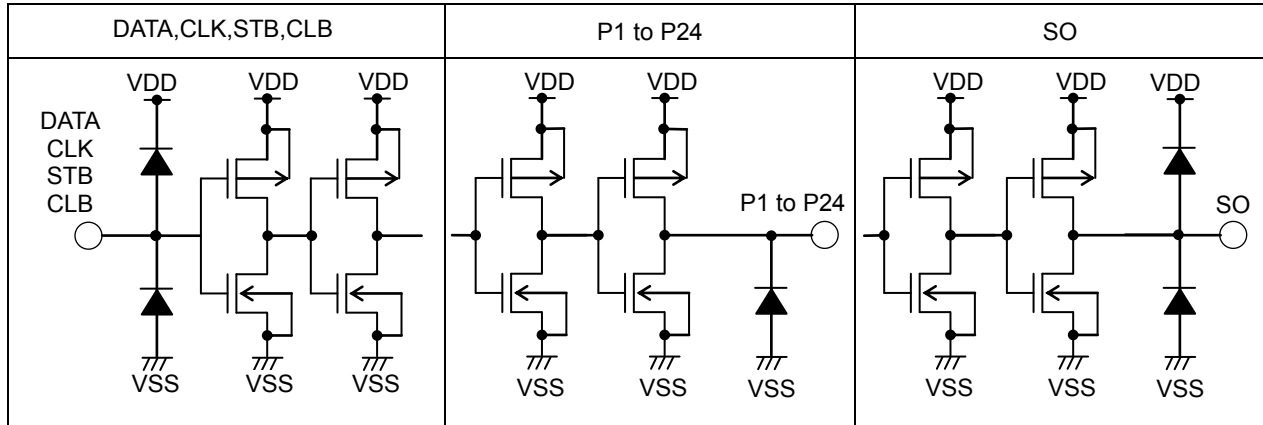 DATA,CLK,STB,CLB
P1 to P24
SO
VDD VDD VDD
DATA
CLK
STB
CLB
VSS VSS VSS
VDD VDD
P1 to P24
VSS VSS VSS
VDD VDD VDD
SO
VSS VSS VSS